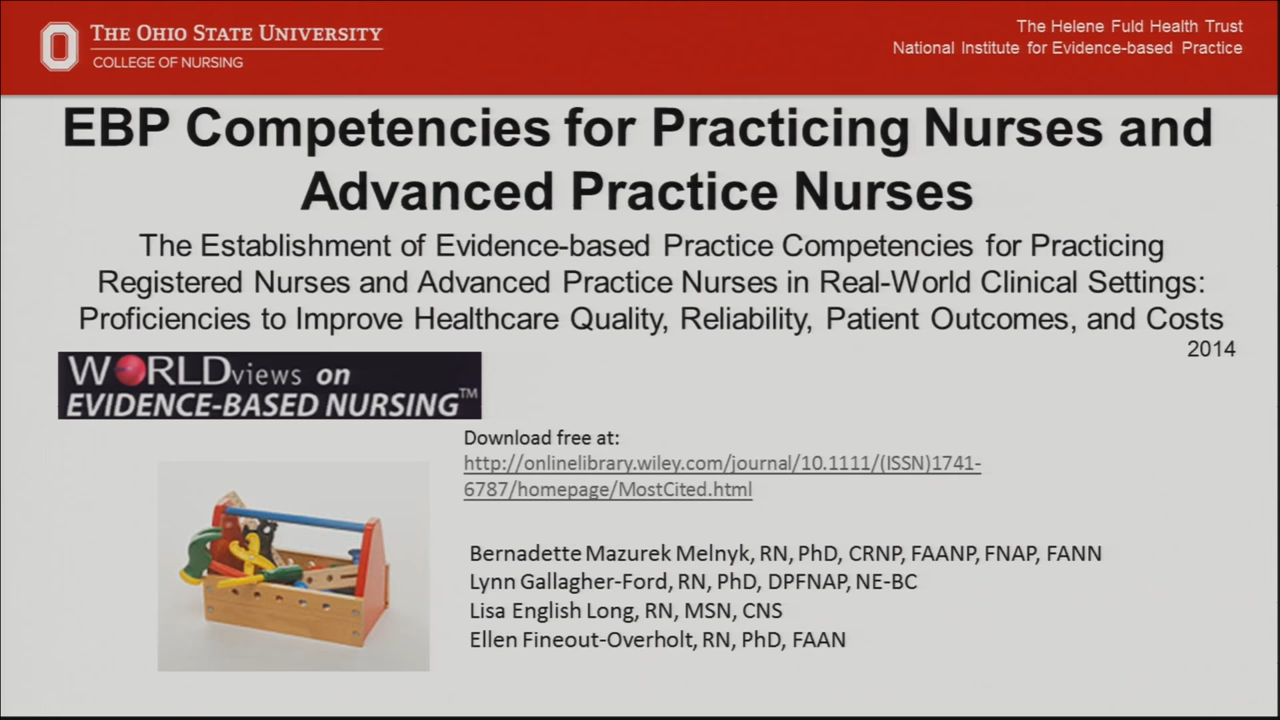 THE OHIO STATE UNIVERSITY
COLLEGE OF NURSING
The Helene Fuld Health Trust
National Institute for Evidence-based Practice
EBP Competencies for Practicing Nurses and
Advanced Practice Nurses
The Establishment of Evidence-based Practice Competencies for Practicing
Registered Nurses and Advanced Practice Nurses in Real-World Clinical Settings:
Proficiencies to Improve Healthcare Quality, Reliability, Patient Outcomes, and Costs
2014
WORLDviews on
EVIDENCE-BASED NURSING™
Download free at:
http://onlinelibrary.wiley.com/journal/10.1111/(ISSN)1741-
6787/homepage/MostCited.html
Bernadette Mazurek Melnyk, RN, PhD, CRNP, FAANP, FNAP, FANN
Lynn Gallagher-Ford, RN, PhD, DPFNAP, NE-BC
Lisa English Long, RN, MSN, CNS
Ellen Fineout-Overholt, RN, PhD, FAAN